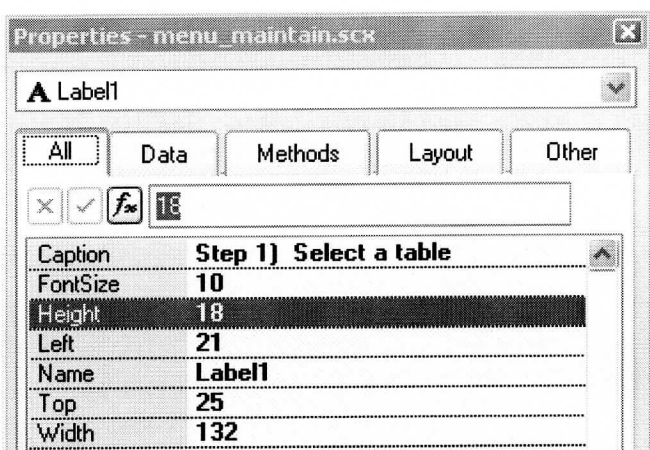 Properties - menu_maintain.scx
A Label1
All Data Methods Layout Other
fx 18
Caption Step 1) Select a table
FontSize 10
Height 18
Left 21
Name Label1
Top 25
Width 132